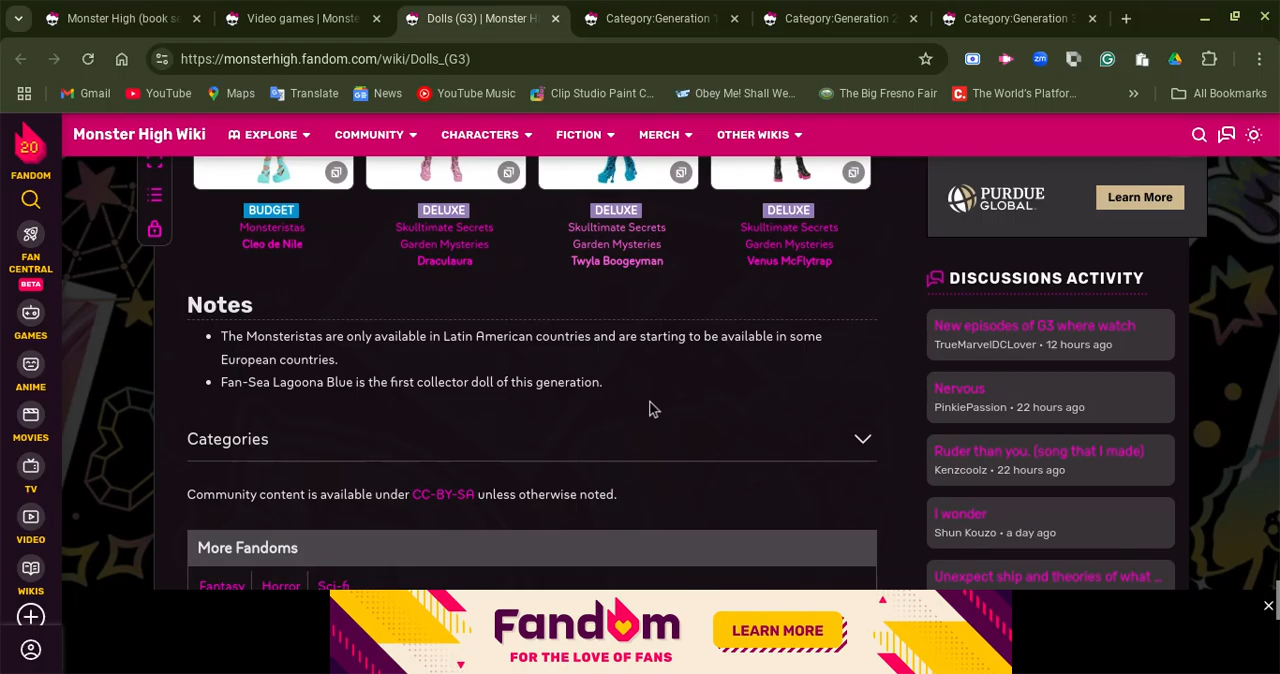 Monster High (book se
Video games | Monste
Dolls (G3) | Monster H
Category:Generation 1
Category:Generation 2
Category:Generation 3
https://monsterhigh.fandom.com/wiki/Dolls_(G3)
Gmail
YouTube
Maps
Translate
News
YouTube Music
Clip Studio Paint C...
Obey Me! Shall We...
The Big Fresno Fair
The World's Platfor...
All Bookmarks
20
FANDOM
Monster High Wiki
EXPLORE
COMMUNITY
CHARACTERS
FICTION
MERCH
OTHER WIKIS
FAN
CENTRAL
BETA
GAMES
ANIME
MOVIES
TV
VIDEO
WIKIS
BUDGET
Monsteristas
Cleo de Nile
DELUXE
Skulltimate Secrets
Garden Mysteries
Draculaura
DELUXE
Skulltimate Secrets
Garden Mysteries
Twyla Boogeyman
DELUXE
Skulltimate Secrets
Garden Mysteries
Venus McFlytrap
Notes
The Monsteristas are only available in Latin American countries and are starting to be available in some
European countries.
Fan-Sea Lagoona Blue is the first collector doll of this generation.
Categories
Community content is available under CC-BY-SA unless otherwise noted.
More Fandoms
Fantasy
Horror
Sci-fi
PURDUE
GLOBAL
Learn More
DISCUSSIONS ACTIVITY
New episodes of G3 where watch
TrueMarvelDCLover • 12 hours ago
Nervous
PinkiePassion • 22 hours ago
Ruder than you. (song that I made)
Kenzcoolz • 22 hours ago
I wonder
Shun Kouzo • a day ago
Unexpect ship and theories of what ...
Fandom
FOR THE LOVE OF FANS
LEARN MORE